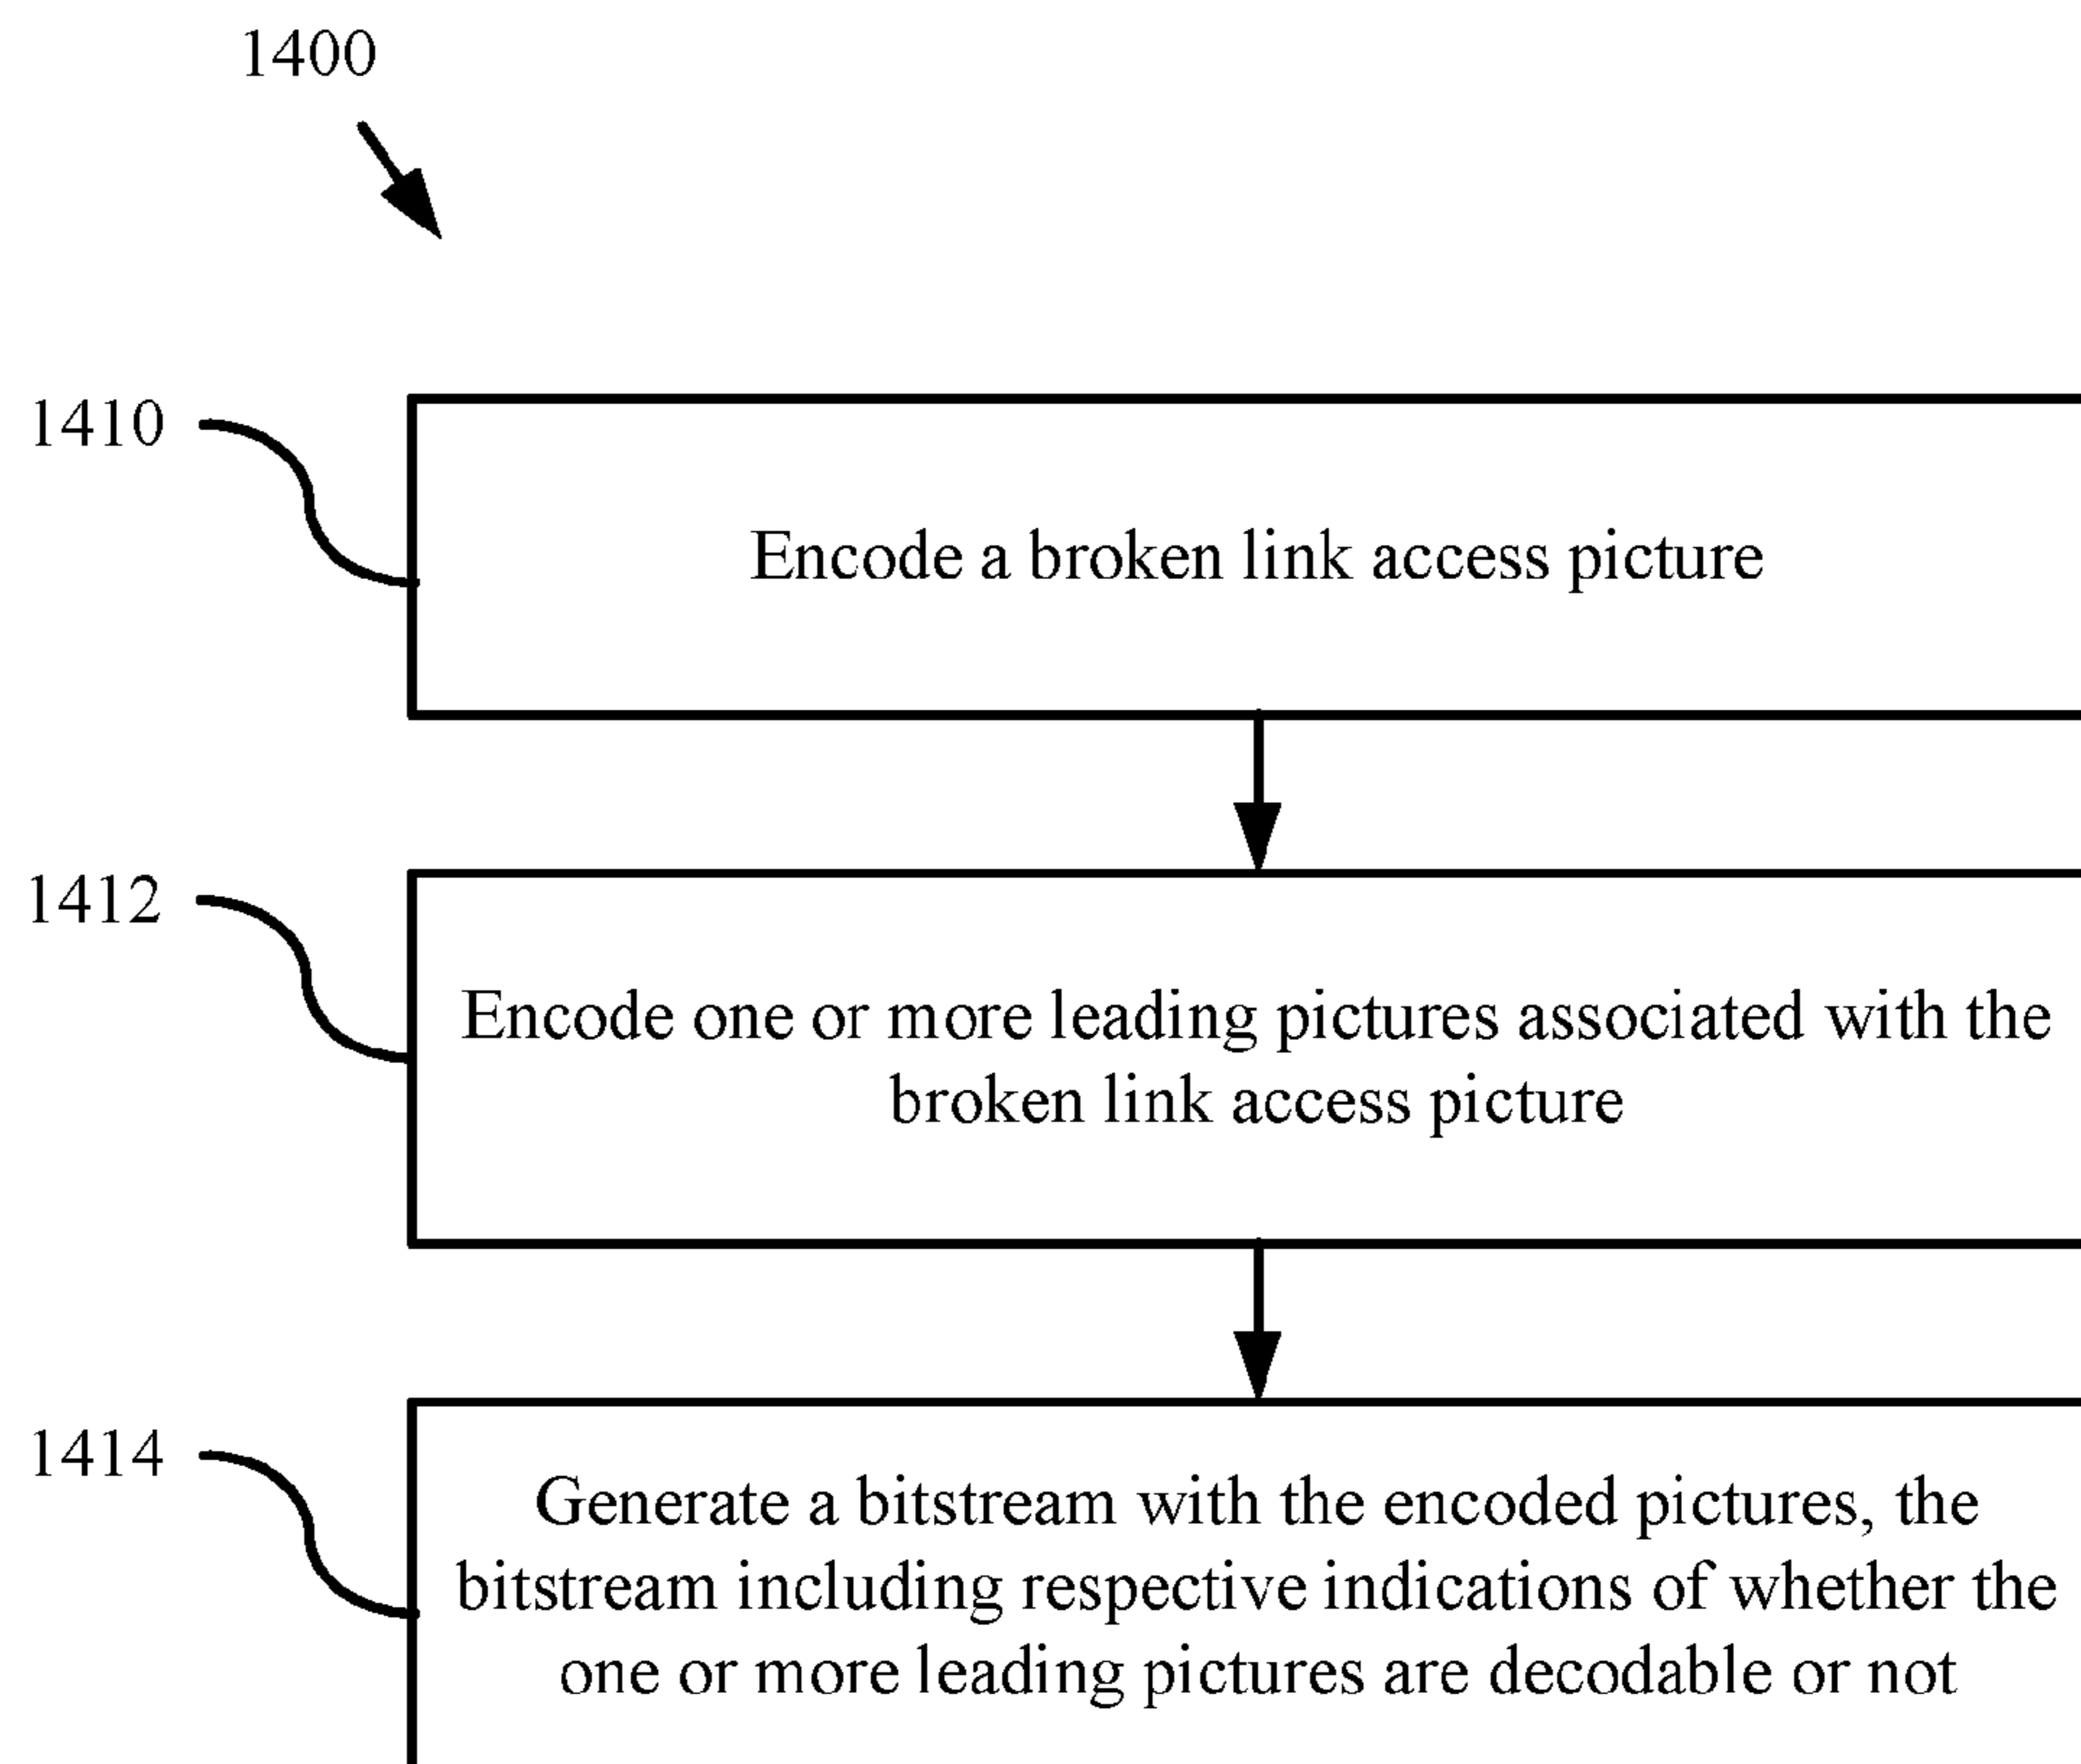 1400
1410
Encode a broken link access picture
1412
Encode one or more leading pictures associated with the
broken link access picture
1414
Generate a bitstream with the encoded pictures, the
bitstream including respective indications of whether the
one or more leading pictures are decodable or not